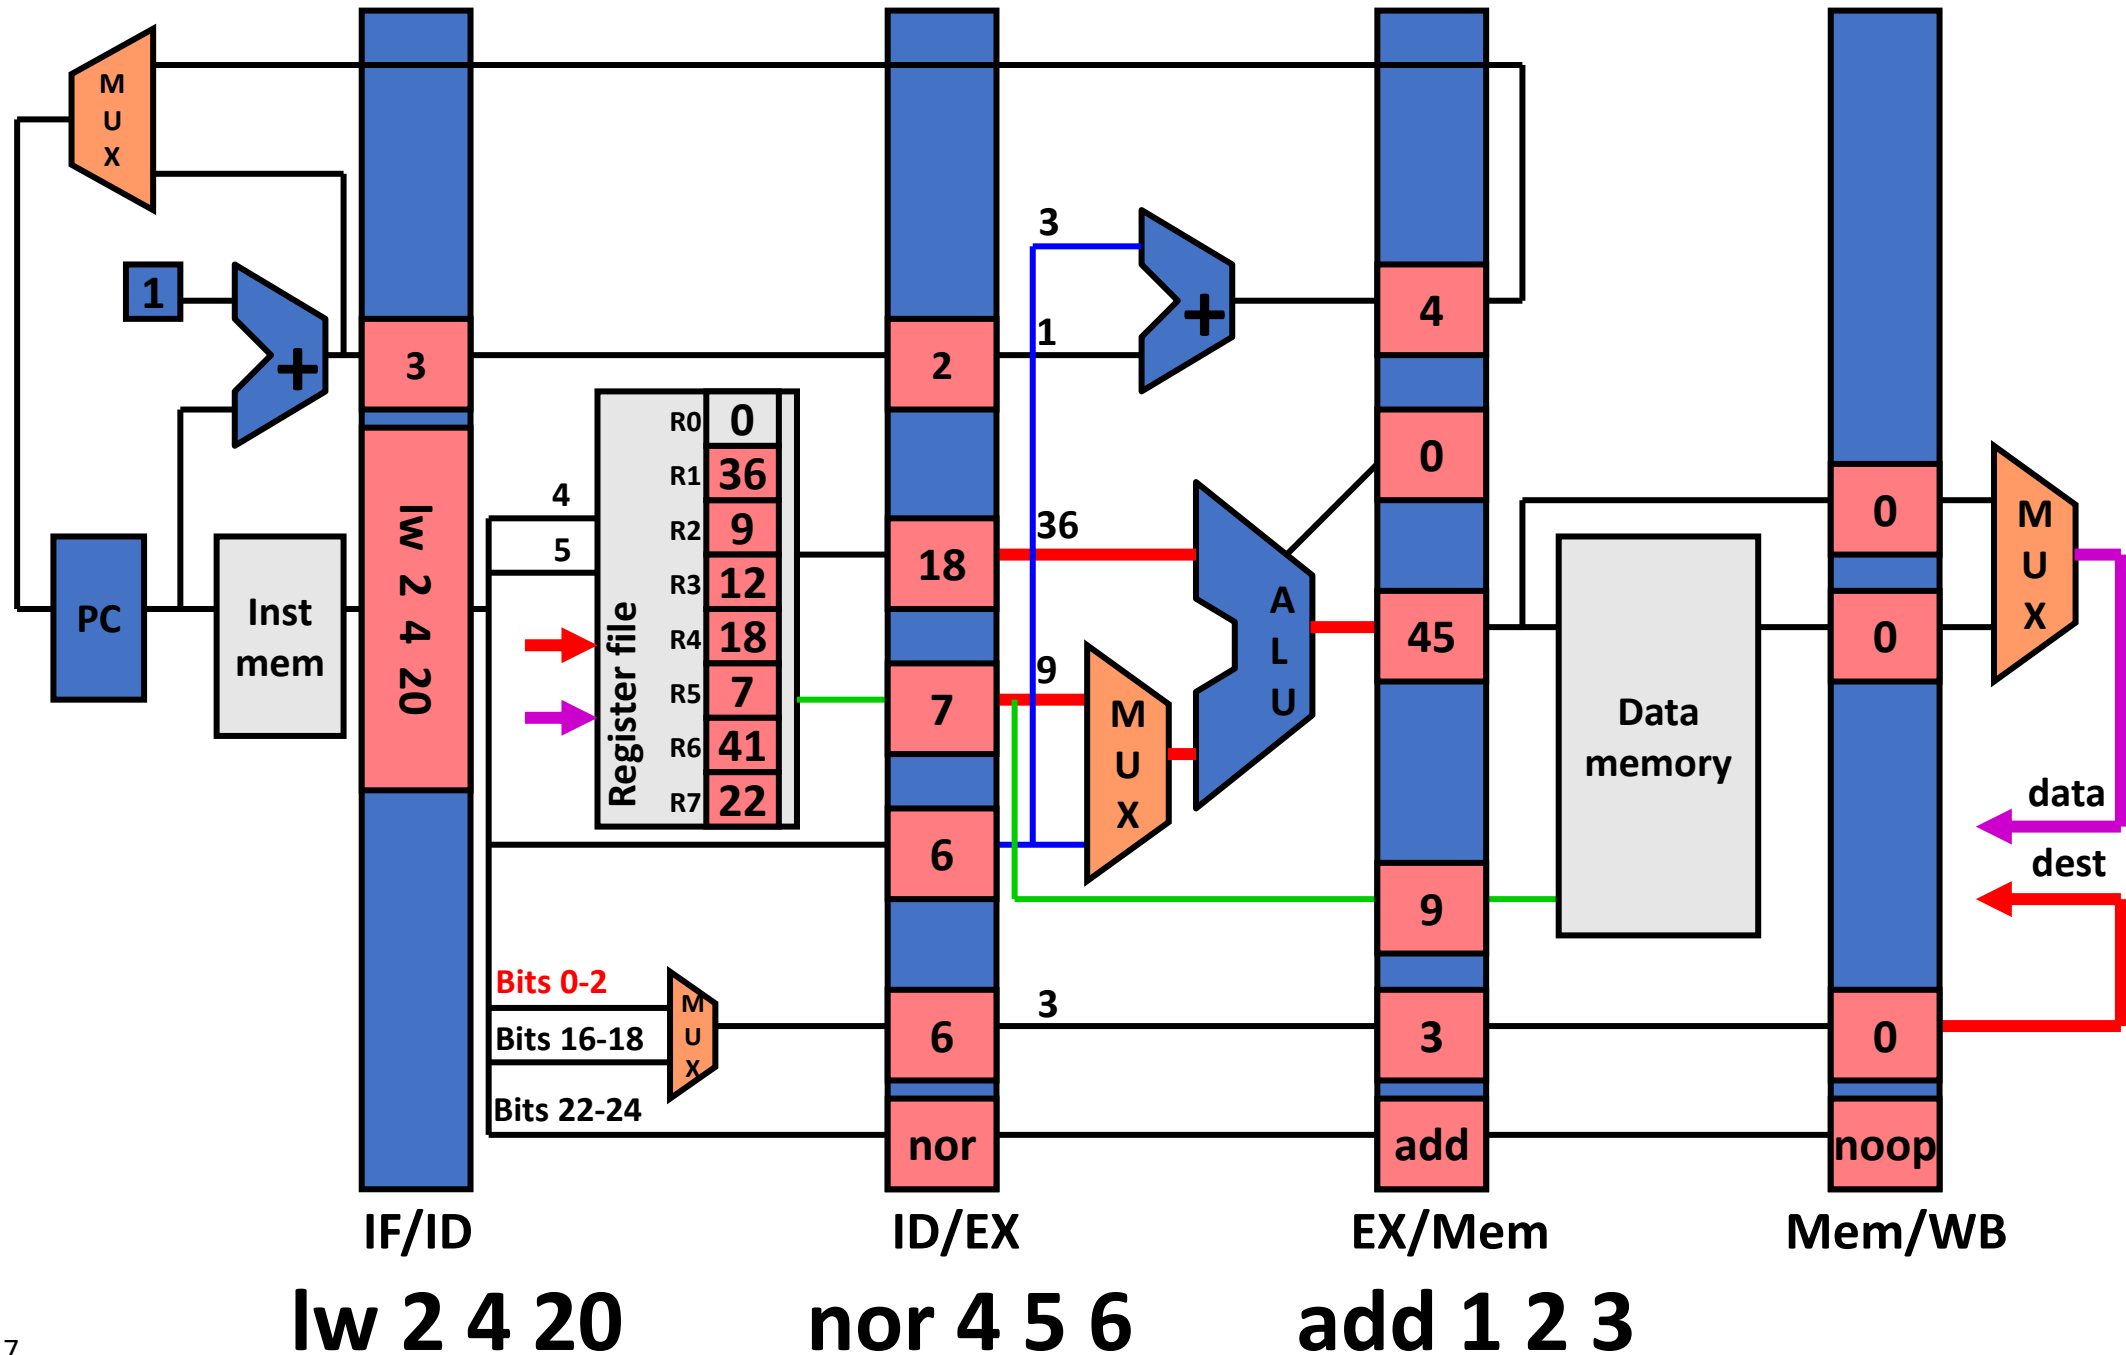 M
U
X
1
+
3
lw 2 4 20
PC
Inst
mem
4
5
Register file
R0 0
R1 36
R2 9
R3 12
R4 18
R5 7
R6 41
R7 22
Bits 0-2
Bits 16-18
Bits 22-24
M
U
X
2
18
7
6
6
nor
3
1
36
9
3
+
M
U
X
A
L
U
4
0
45
9
3
add
Data
memory
0
0
0
noop
M
U
X
data
dest
IF/ID
ID/EX
EX/Mem
Mem/WB
lw 2 4 20
nor 4 5 6
add 1 2 3
7